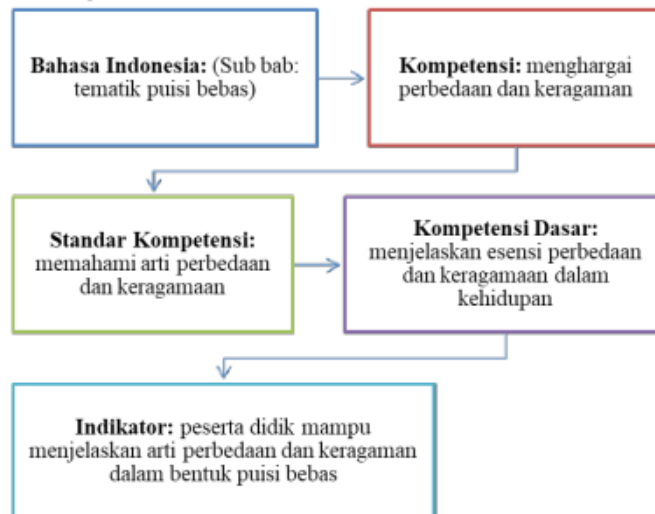 Bahasa Indonesia: (Sub bab:
tematik puisi bebas)
Kompetensi: menghargai
perbedaan dan keragaman
Standar Kompetensi:
memahami arti perbedaan
dan keragamaan
Kompetensi Dasar:
menjelaskan esensi perbedaan
dan keragamaan dalam
kehidupan
Indikator: peserta didik mampu
menjelaskan arti perbedaan dan keragaman
dalam bentuk puisi bebas